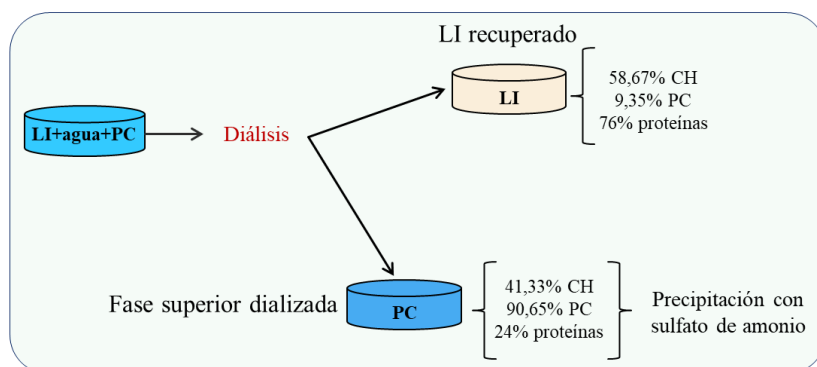 LI recuperado
LI
58,67% CH
9,35% PC
76% proteínas
LI+agua+PC
Diálisis
Fase superior dializada
PC
41,33% CH
90,65% PC
24% proteínas
Precipitación con
sulfato de amonio